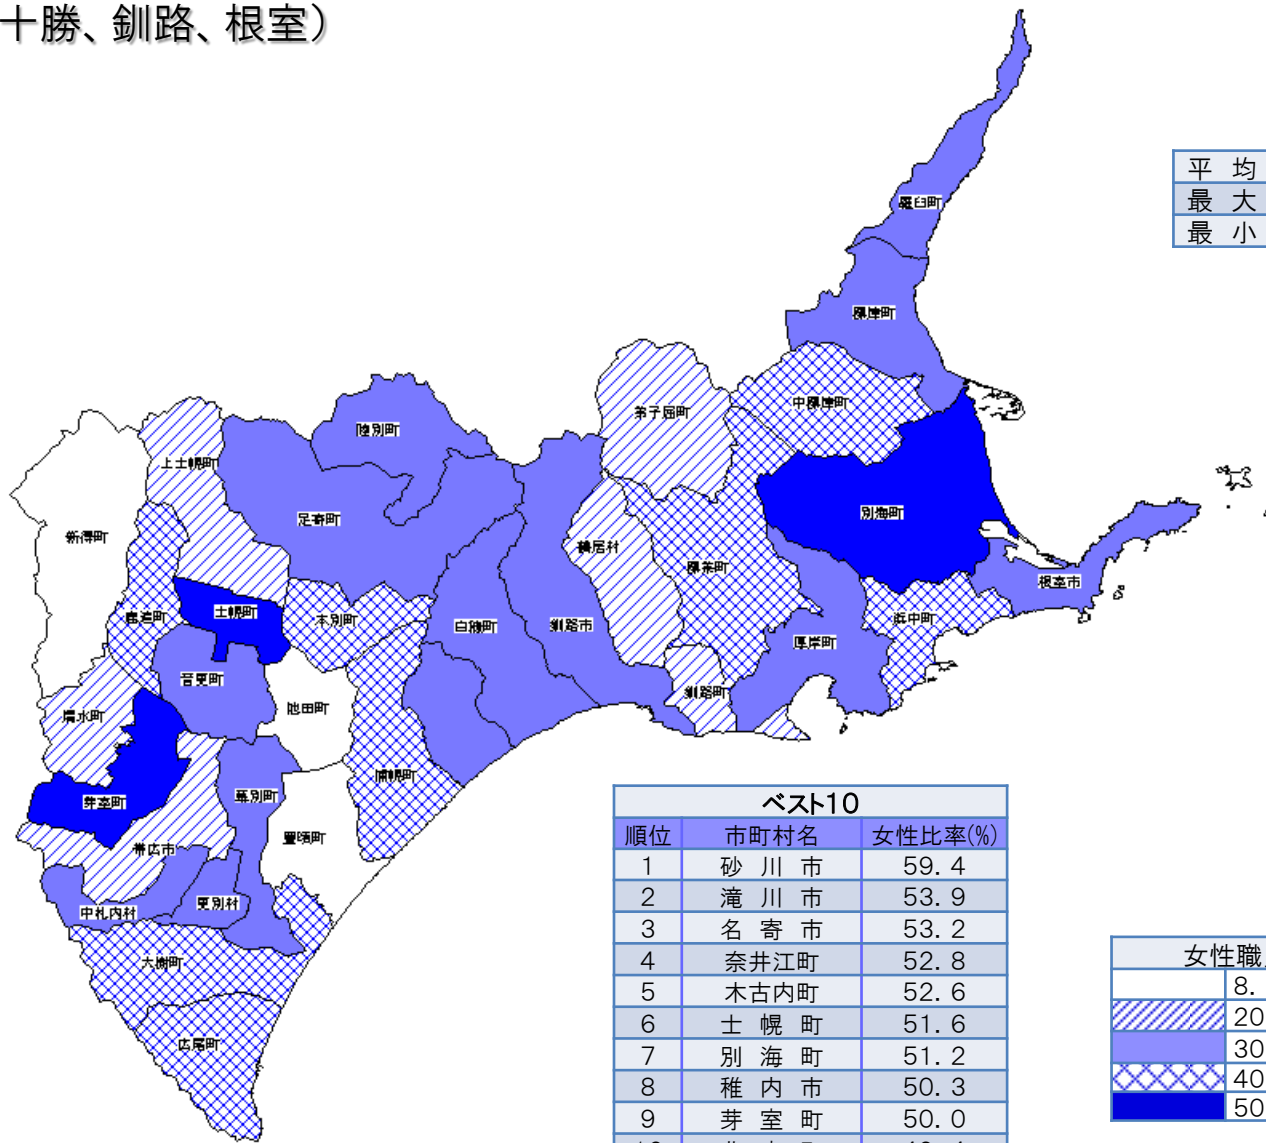 十勝、釧路、根室）
平 均
最 大
最 小
羅臼町
標津町
中標津町
弟子屈町
陸別町
上士幌町
足寄町
別海町
新得町
鶴居村
標茶町
根室市
鹿追町
士幌町
本別町
白糠町
釧路市
浜中町
厚岸町
音更町
釧路町
清水町
池田町
浦幌町
芽室町
幕別町
豊頃町
帯広市
中札内村
更別村
大樹町
広尾町
ベスト10
順位 市町村名 女性比率(%)
1 砂 川 市 59.4
2 滝 川 市 53.9
3 名 寄 市 53.2
4 奈井江町 52.8
5 木古内町 52.6
6 士 幌 町 51.6
7 別 海 町 51.2
8 稚 内 市 50.3
9 芽 室 町 50.0
女性職
8.
20
30
40
50